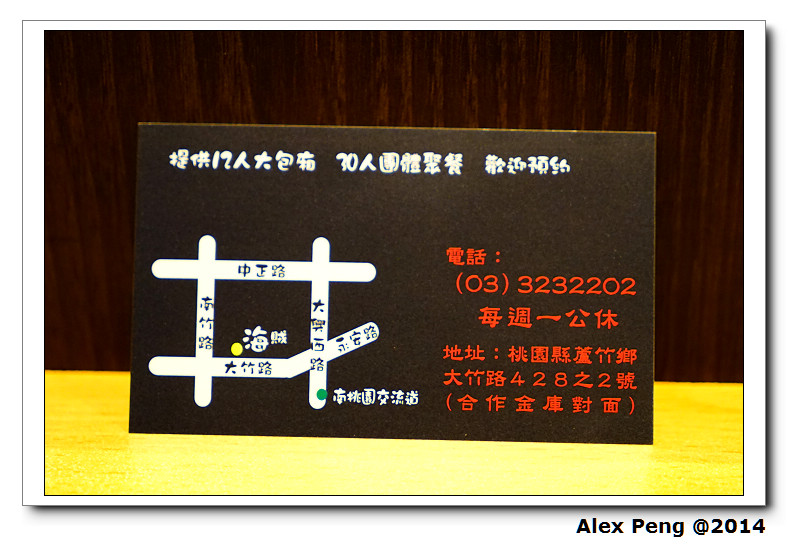 提供12人大包廂 30人團體聚餐 歡迎預約
中正路
南竹路
大興西路
永安路
海賊
大竹路
南桃園交流道
電話：
(03) 3232202
每週一公休
地址：桃園縣蘆竹鄉
大竹路４２８之２號
(合作金庫對面)
Alex Peng @2014